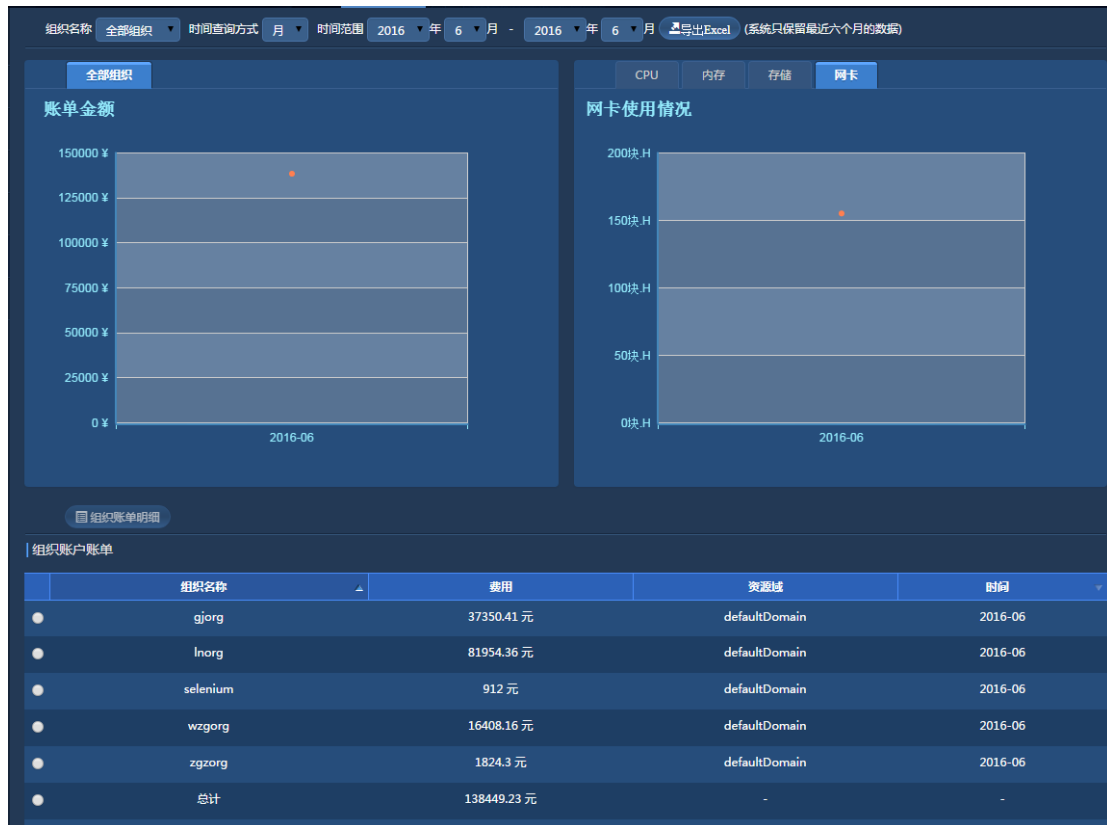 组织名称 全部组织 时间查询方式 月 时间范围 2016 年 6 月 - 2016 年 6 月 导出Excel (系统只保留最近六个月的数据)
全部组织
账单金额
150000 ¥
125000 ¥
100000 ¥
75000 ¥
50000 ¥
25000 ¥
0 ¥
2016-06
CPU 内存 存储 网卡
网卡使用情况
200块.H
150块.H
100块.H
50块.H
0块.H
2016-06
组织账单明细
组织账户账单
组织名称 费用 资源域 时间
gjorg 37350.41 元 defaultDomain 2016-06
lnorg 81954.36 元 defaultDomain 2016-06
selenium 912 元 defaultDomain 2016-06
wzgorg 16408.16 元 defaultDomain 2016-06
zgzorg 1824.3 元 defaultDomain 2016-06
总计 138449.23 元 - -